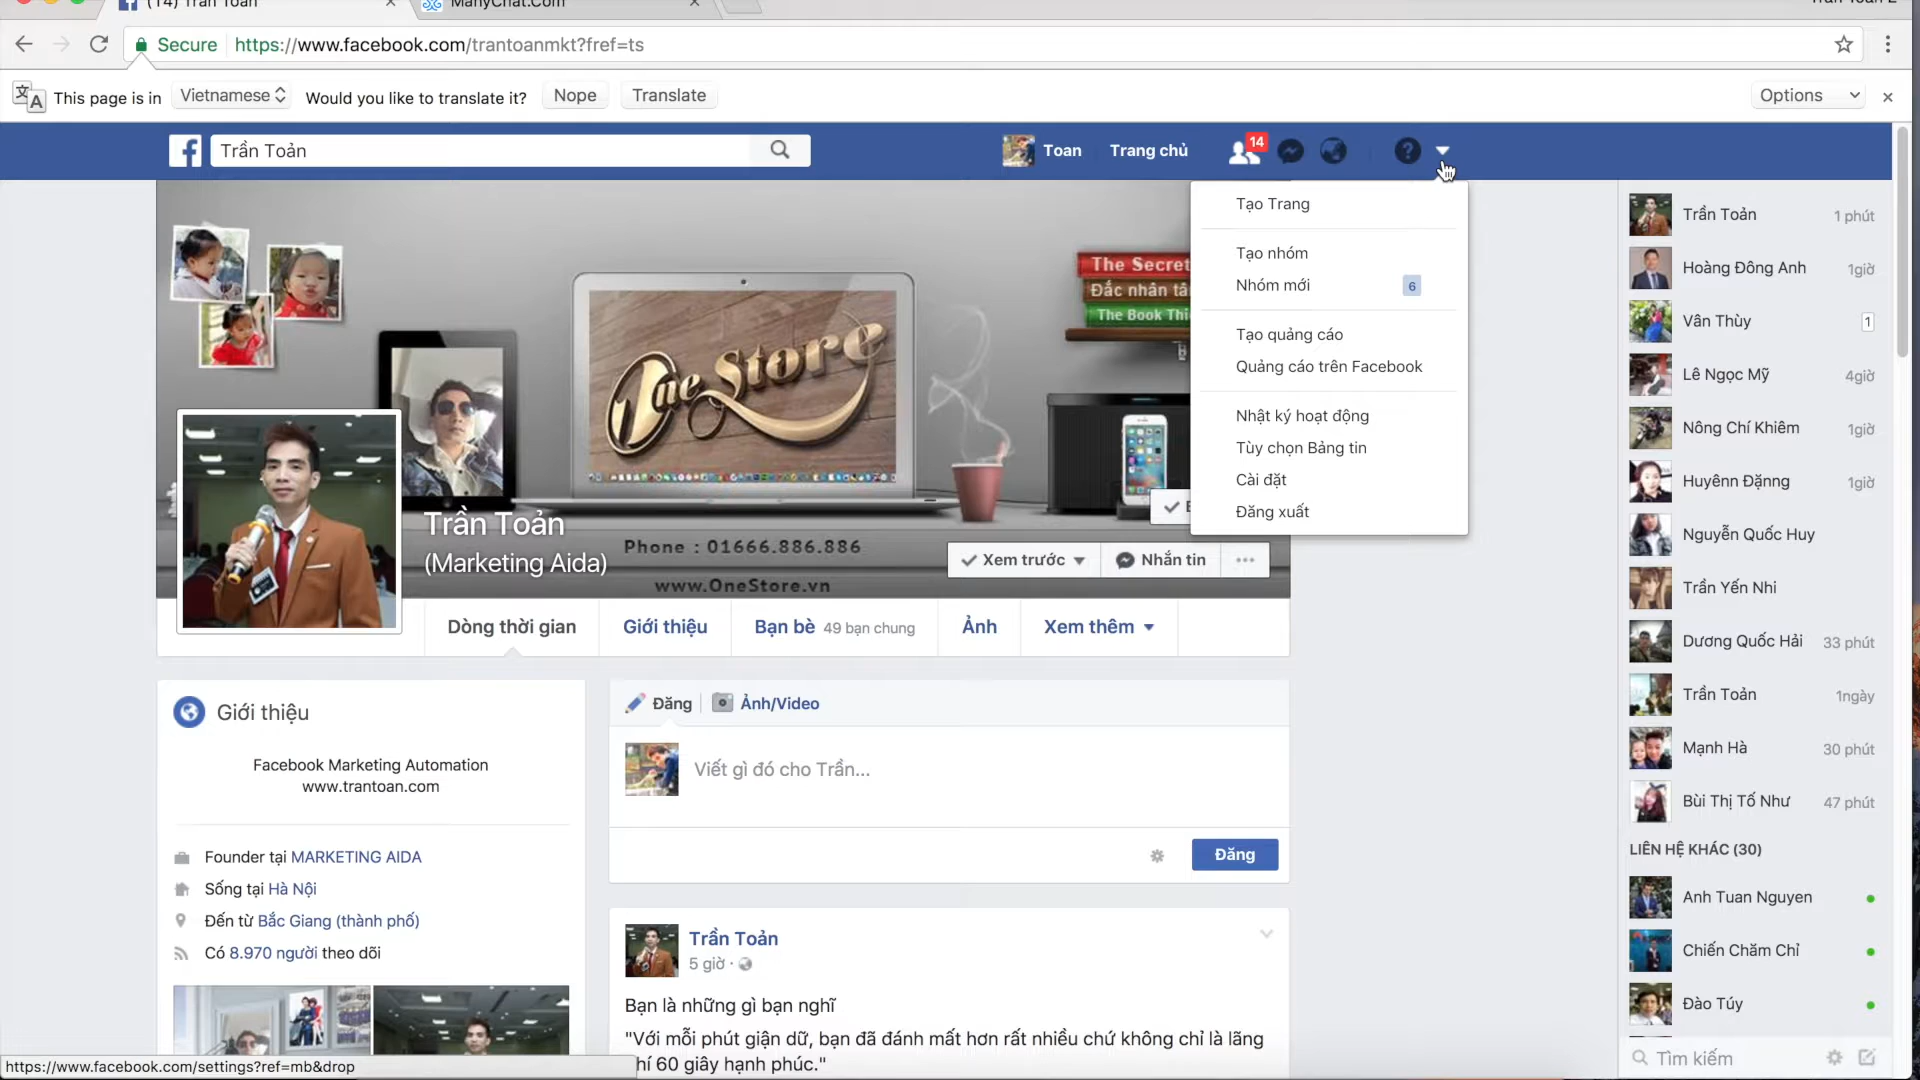 (14) Trần Toản
ManyChat.Com
Trần Toản 2
Secure
https://www.facebook.com/trantoanmkt?fref=ts
This page is in
Vietnamese
Would you like to translate it?
Nope
Translate
Options
Trần Toản
Toan
Trang chủ
14
Tạo Trang
Tạo nhóm
Nhóm mới
6
Tạo quảng cáo
Quảng cáo trên Facebook
Nhật ký hoạt động
Tùy chọn Bảng tin
Cài đặt
Đăng xuất
The Secret
Đắc nhân tâ
The Book Thi
One Store
Trần Toản
(Marketing Aida)
Phone : 01666.886.886
www.OneStore.vn
Xem trước
Nhắn tin
Dòng thời gian
Giới thiệu
Bạn bè 49 bạn chung
Ảnh
Xem thêm
Giới thiệu
Facebook Marketing Automation
www.trantoan.com
Founder tại MARKETING AIDA
Sống tại Hà Nội
Đến từ Bắc Giang (thành phố)
Có 8.970 người theo dõi
Đăng
Ảnh/Video
Viết gì đó cho Trần...
Đăng
Trần Toản
5 giờ ·
Bạn là những gì bạn nghĩ
"Với mỗi phút giận dữ, bạn đã đánh mất hơn rất nhiều chứ không chỉ là lãng
hí 60 giây hạnh phúc."
Trần Toản 1 phút
Hoàng Đông Anh 1giờ
Vân Thùy 1
Lê Ngọc Mỹ 4giờ
Nông Chí Khiêm 1giờ
Huyênn Đặnng 1giờ
Nguyễn Quốc Huy
Trần Yến Nhi
Dương Quốc Hải 33 phút
Trần Toản 1ngày
Mạnh Hà 30 phút
Bùi Thị Tố Như 47 phút
LIÊN HỆ KHÁC (30)
Anh Tuan Nguyen
Chiến Chăm Chỉ
Đào Túy
Tìm kiếm
https://www.facebook.com/settings?ref=mb&drop